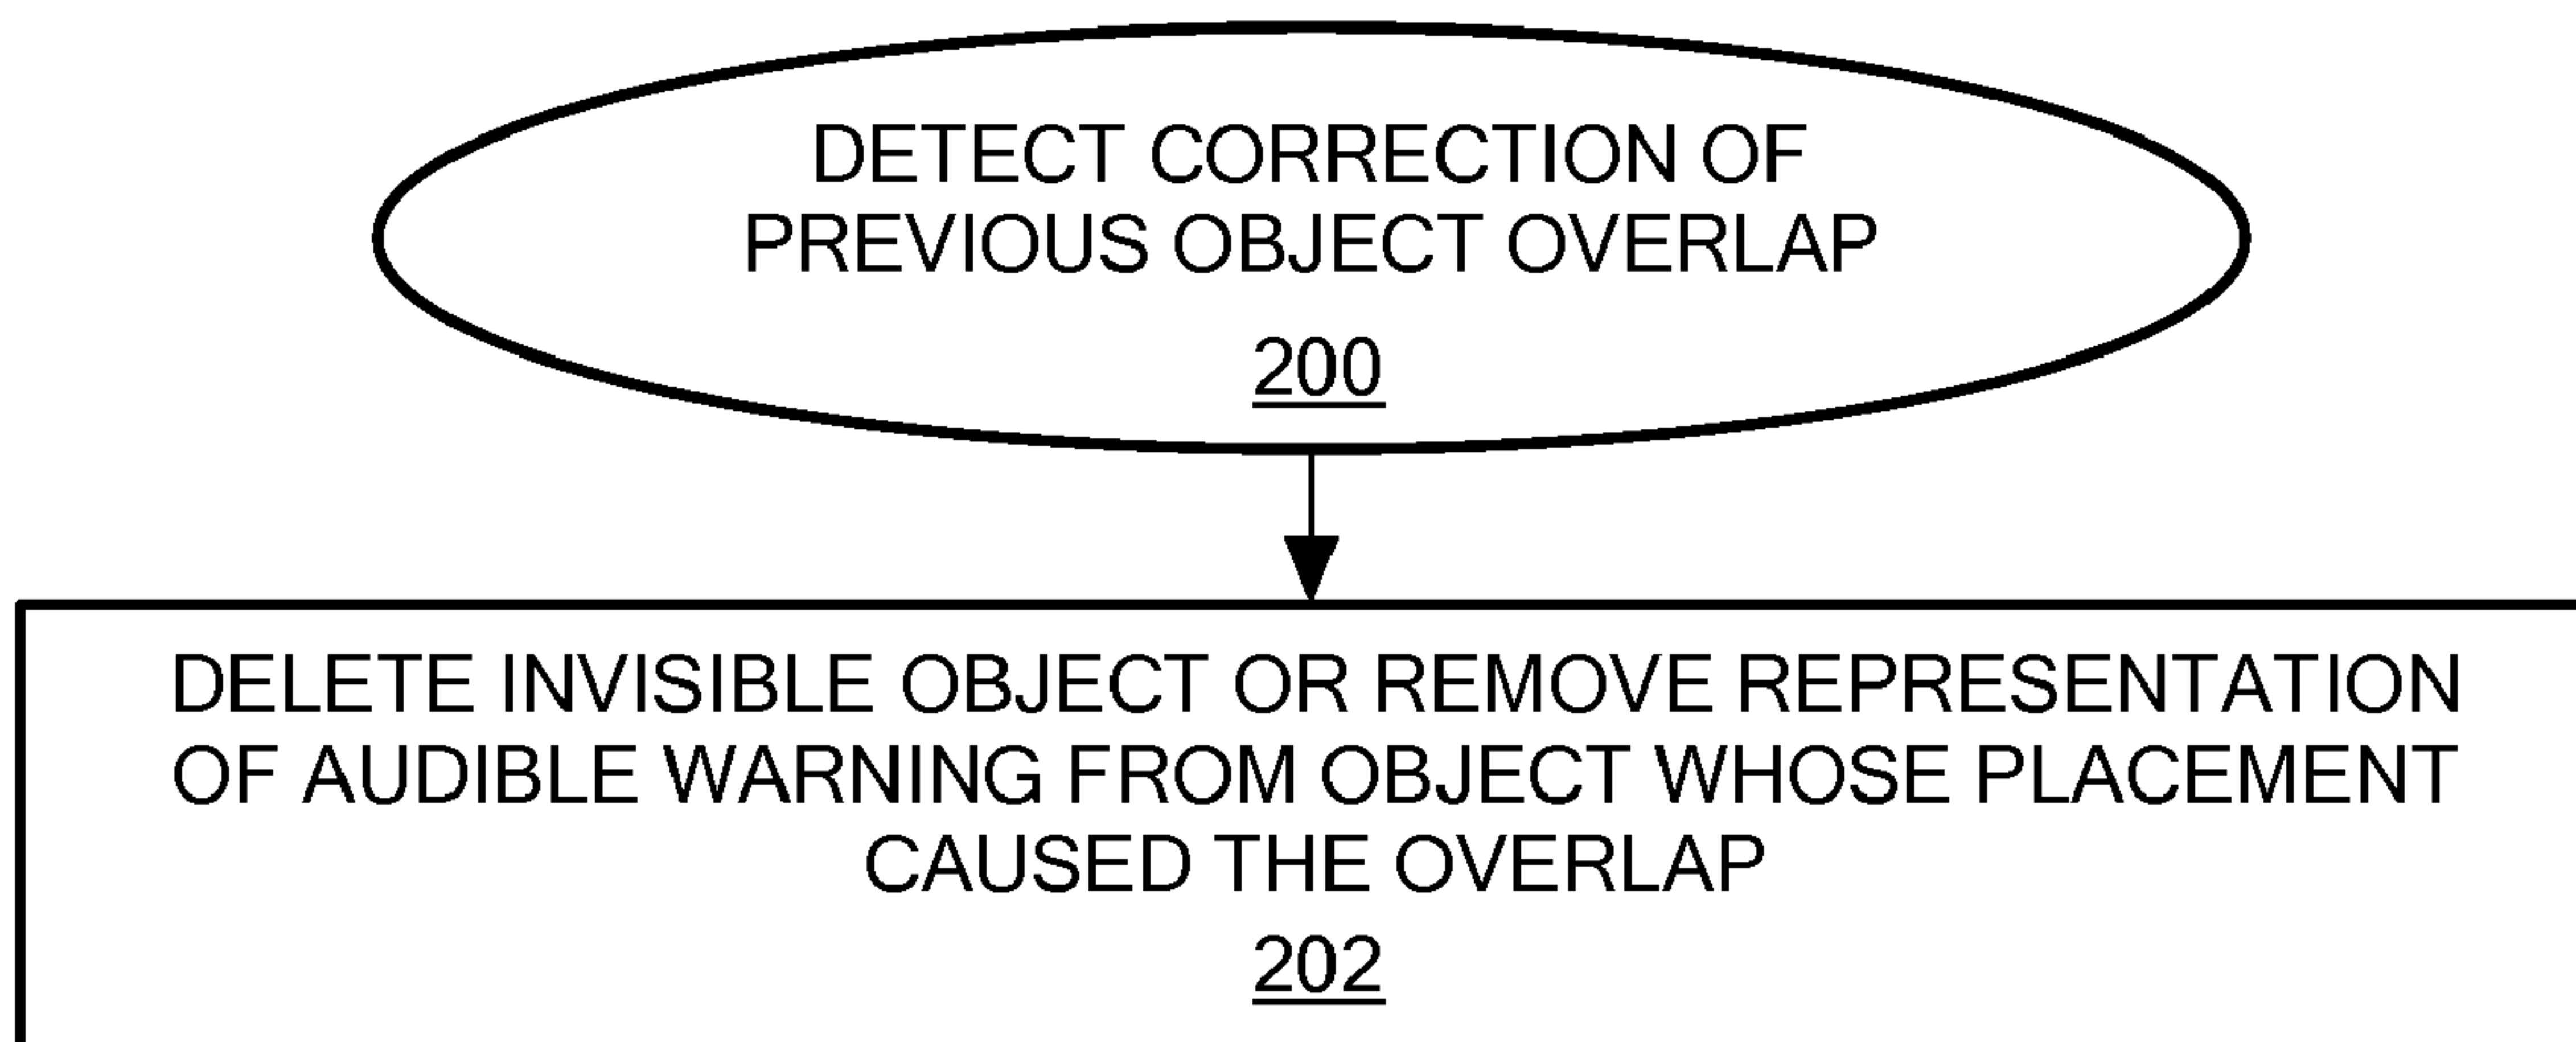 DETECT CORRECTION OF
PREVIOUS OBJECT OVERLAP
200
DELETE INVISIBLE OBJECT OR REMOVE REPRESENTATION
OF AUDIBLE WARNING FROM OBJECT WHOSE PLACEMENT
CAUSED THE OVERLAP
202